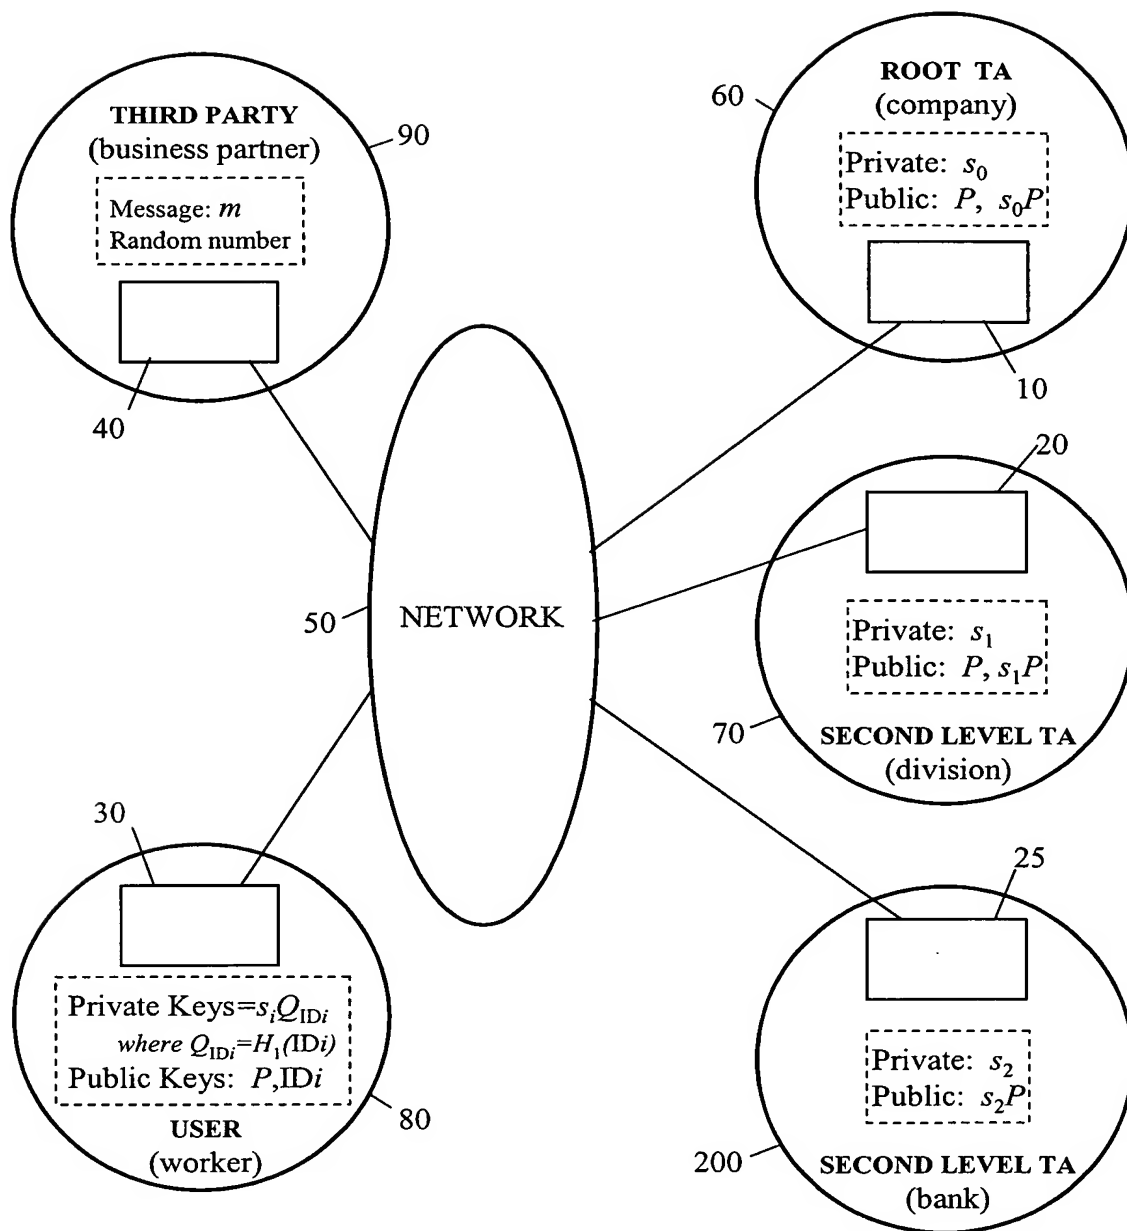 THIRD PARTY
(business partner)
90
Message: m
Random number
40
ROOT TA
(company)
60
Private: s₀
Public: P, s₀P
10
50
NETWORK
20
Private: s₁
Public: P, s₁P
70
SECOND LEVEL TA
(division)
30
Private Keys=sᵢQ_IDi
where Q_IDi=H₁(IDi)
Public Keys: P,IDi
USER
(worker)
80
25
Private: s₂
Public: s₂P
200
SECOND LEVEL TA
(bank)